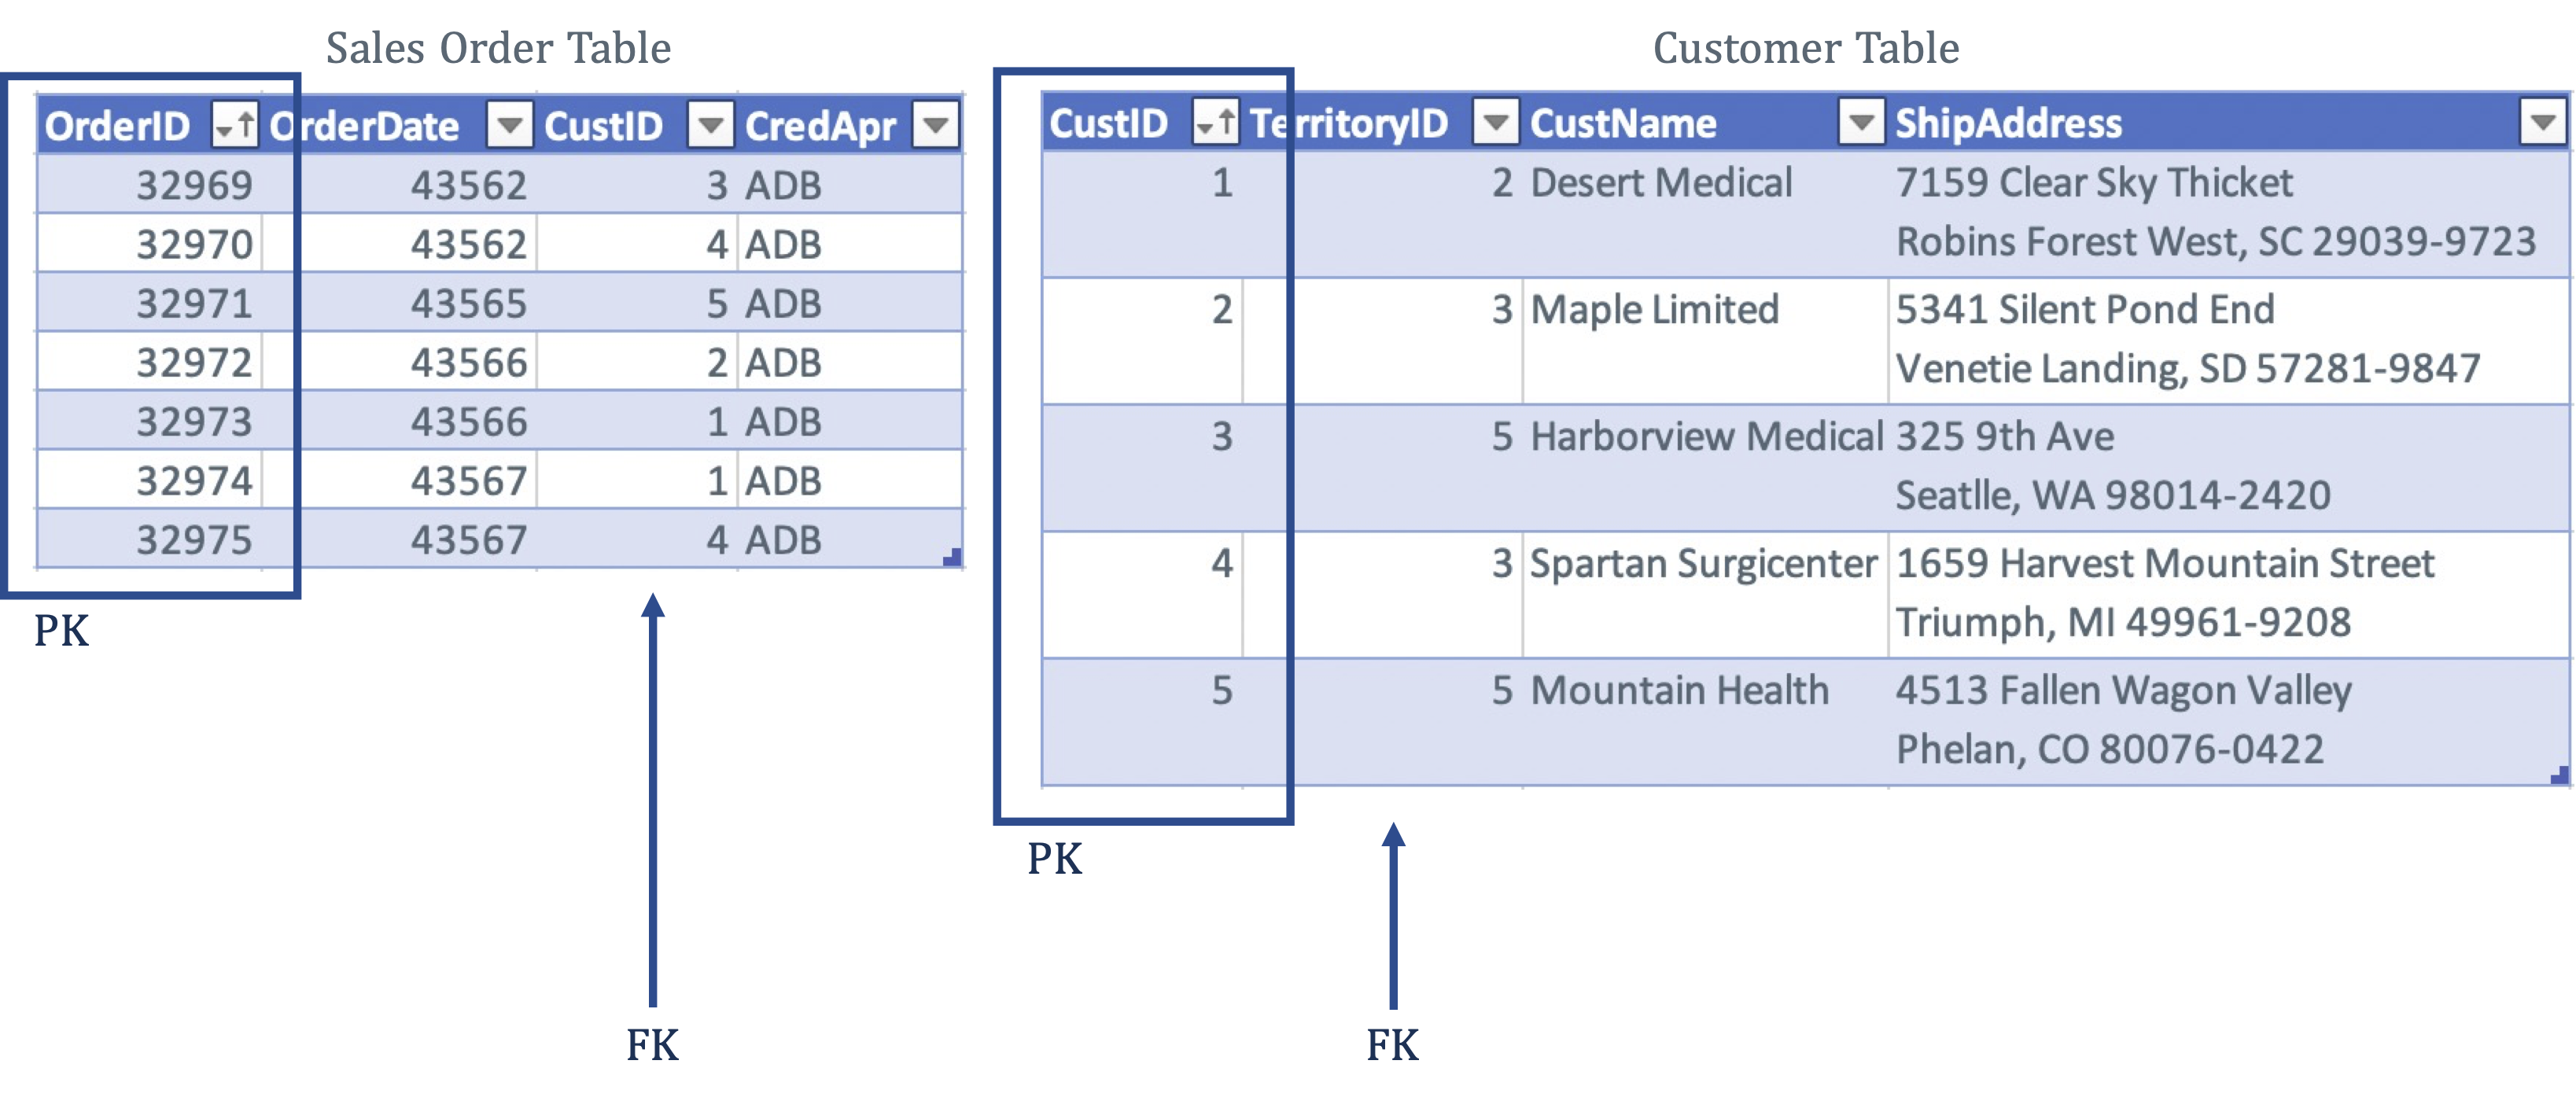 Sales Order Table
OrderID OrderDate CustID CredApr
32969 43562 3 ADB
32970 43562 4 ADB
32971 43565 5 ADB
32972 43566 2 ADB
32973 43566 1 ADB
32974 43567 1 ADB
32975 43567 4 ADB
PK
FK
Customer Table
CustID TerritoryID CustName ShipAddress
1 2 Desert Medical 7159 Clear Sky Thicket
Robins Forest West, SC 29039-9723
2 3 Maple Limited 5341 Silent Pond End
Venetie Landing, SD 57281-9847
3 5 Harborview Medical 325 9th Ave
Seatlle, WA 98014-2420
4 3 Spartan Surgicenter 1659 Harvest Mountain Street
Triumph, MI 49961-9208
5 5 Mountain Health 4513 Fallen Wagon Valley
Phelan, CO 80076-0422
PK
FK